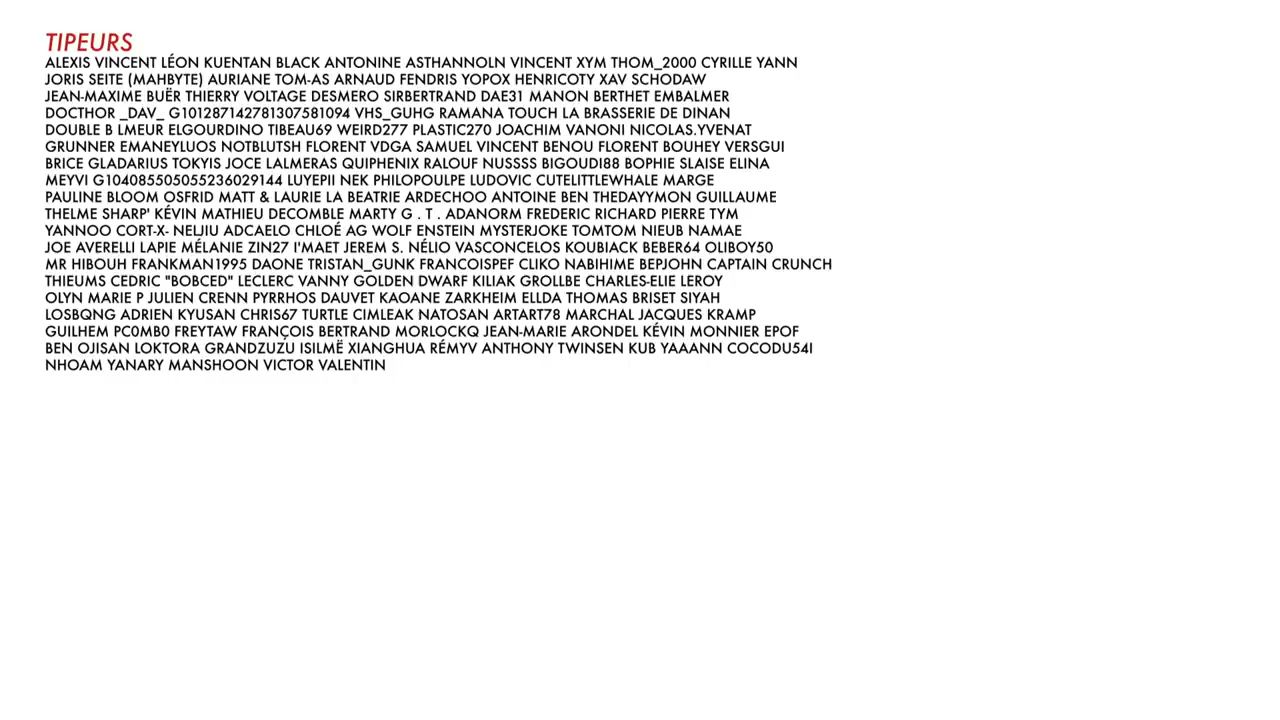 TIPEURS
ALEXIS VINCENT LÉON KUENTAN BLACK ANTONINE ASTHANNOLN VINCENT XYM THOM_2000 CYRILLE YANN
JORIS SEITE (MAHBYTE) AURIANE TOM-AS ARNAUD FENDRIS YOPOX HENRICOTY XAV SCHODAW
JEAN-MAXIME BUËR THIERRY VOLTAGE DESMERO SIRBERTRAND DAE31 MANON BERTHET EMBALMER
DOCTHOR _DAV_ G101287142781307581094 VHS_GUHG RAMANA TOUCH LA BRASSERIE DE DINAN
DOUBLE B LMEUR ELGOURDINO TIBEAU69 WEIRD277 PLASTIC270 JOACHIM VANONI NICOLAS.YVENAT
GRUNNER EMANEYLUOS NOTBLUTSH FLORENT VDGA SAMUEL VINCENT BENOU FLORENT BOUHEY VERSGUI
BRICE GLADARIUS TOKYIS JOCE LALMERAS QUIPHENIX RALOUF NUSSSS BIGOUDI88 BOPHIE SLAISE ELINA
MEYVI G104085505055236029144 LUYEPII NEK PHILOPOULPE LUDOVIC CUTELITTLEWHALE MARGE
PAULINE BLOOM OSFRID MATT & LAURIE LA BEATRIE ARDECHOO ANTOINE BEN THEDAYYMON GUILLAUME
THELME SHARP' KÉVIN MATHIEU DECOMBLE MARTY G . T . ADANORM FREDERIC RICHARD PIERRE TYM
YANNOO CORT-X- NELJIU ADCAELO CHLOÉ AG WOLF ENSTEIN MYSTERJOKE TOMTOM NIEUB NAMAE
JOE AVERELLI LAPIE MÉLANIE ZIN27 I'MAET JEREM S. NÉLIO VASCONCELOS KOUBIACK BEBER64 OLIBOY50
MR HIBOUH FRANKMAN1995 DAONE TRISTAN_GUNK FRANCOISPEF CLIKO NABIHIME BEPJOHN CAPTAIN CRUNCH
THIEUMS CEDRIC "BOBCED" LECLERC VANNY GOLDEN DWARF KILIAK GROLLBE CHARLES-ELIE LEROY
OLYN MARIE P JULIEN CRENN PYRRHOS DAUVET KAOANE ZARKHEIM ELLDA THOMAS BRISET SIYAH
LOSBQNG ADRIEN KYUSAN CHRIS67 TURTLE CIMLEAK NATOSAN ARTART78 MARCHAL JACQUES KRAMP
GUILHEM PC0MB0 FREYTAW FRANÇOIS BERTRAND MORLOCKQ JEAN-MARIE ARONDEL KÉVIN MONNIER EPOF
BEN OJISAN LOKTORA GRANDZUZU ISILMË XIANGHUA RÉMYV ANTHONY TWINSEN KUB YAAANN COCODU54I
NHOAM YANARY MANSHOON VICTOR VALENTIN